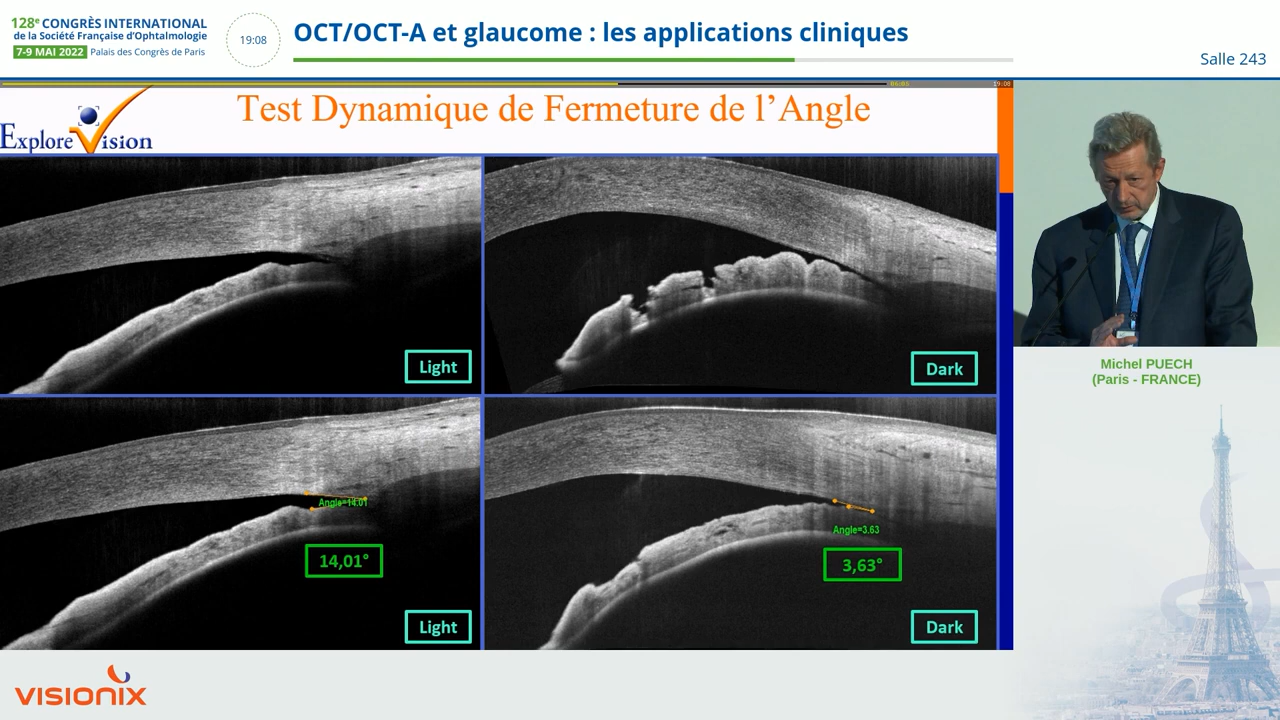 128e CONGRÈS INTERNATIONAL
de la Société Française d'Ophtalmologie
7-9 MAI 2022 Palais des Congrès de Paris
19:08
OCT/OCT-A et glaucome : les applications cliniques
Salle 243
19:08
Explore Vision
Test Dynamique de Fermeture de l'Angle
Light
Dark
Angle=14.01
14,01°
Light
Angle=3.63
3,63°
Dark
Michel PUECH
(Paris - FRANCE)
VISIONIX